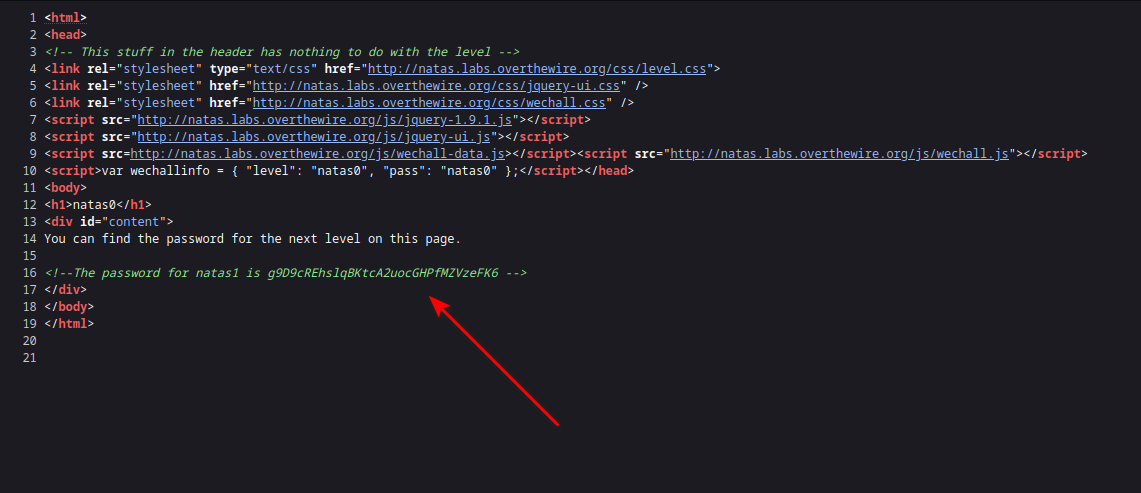 1 <html>
2 <head>
3 <!-- This stuff in the header has nothing to do with the level -->
4 <link rel="stylesheet" type="text/css" href="http://natas.labs.overthewire.org/css/level.css">
5 <link rel="stylesheet" href="http://natas.labs.overthewire.org/css/jquery-ui.css" />
6 <link rel="stylesheet" href="http://natas.labs.overthewire.org/css/wechall.css" />
7 <script src="http://natas.labs.overthewire.org/js/jquery-1.9.1.js"></script>
8 <script src="http://natas.labs.overthewire.org/js/jquery-ui.js"></script>
9 <script src=http://natas.labs.overthewire.org/js/wechall-data.js></script><script src="http://natas.labs.overthewire.org/js/wechall.js"></script>
10 <script>var wechallinfo = { "level": "natas0", "pass": "natas0" };</script></head>
11 <body>
12 <h1>natas0</h1>
13 <div id="content">
14 You can find the password for the next level on this page.
15
16 <!--The password for natas1 is g9D9cREhslqBKtcA2uocGHPfMZVzeFK6 -->
17 </div>
18 </body>
19 </html>
20
21